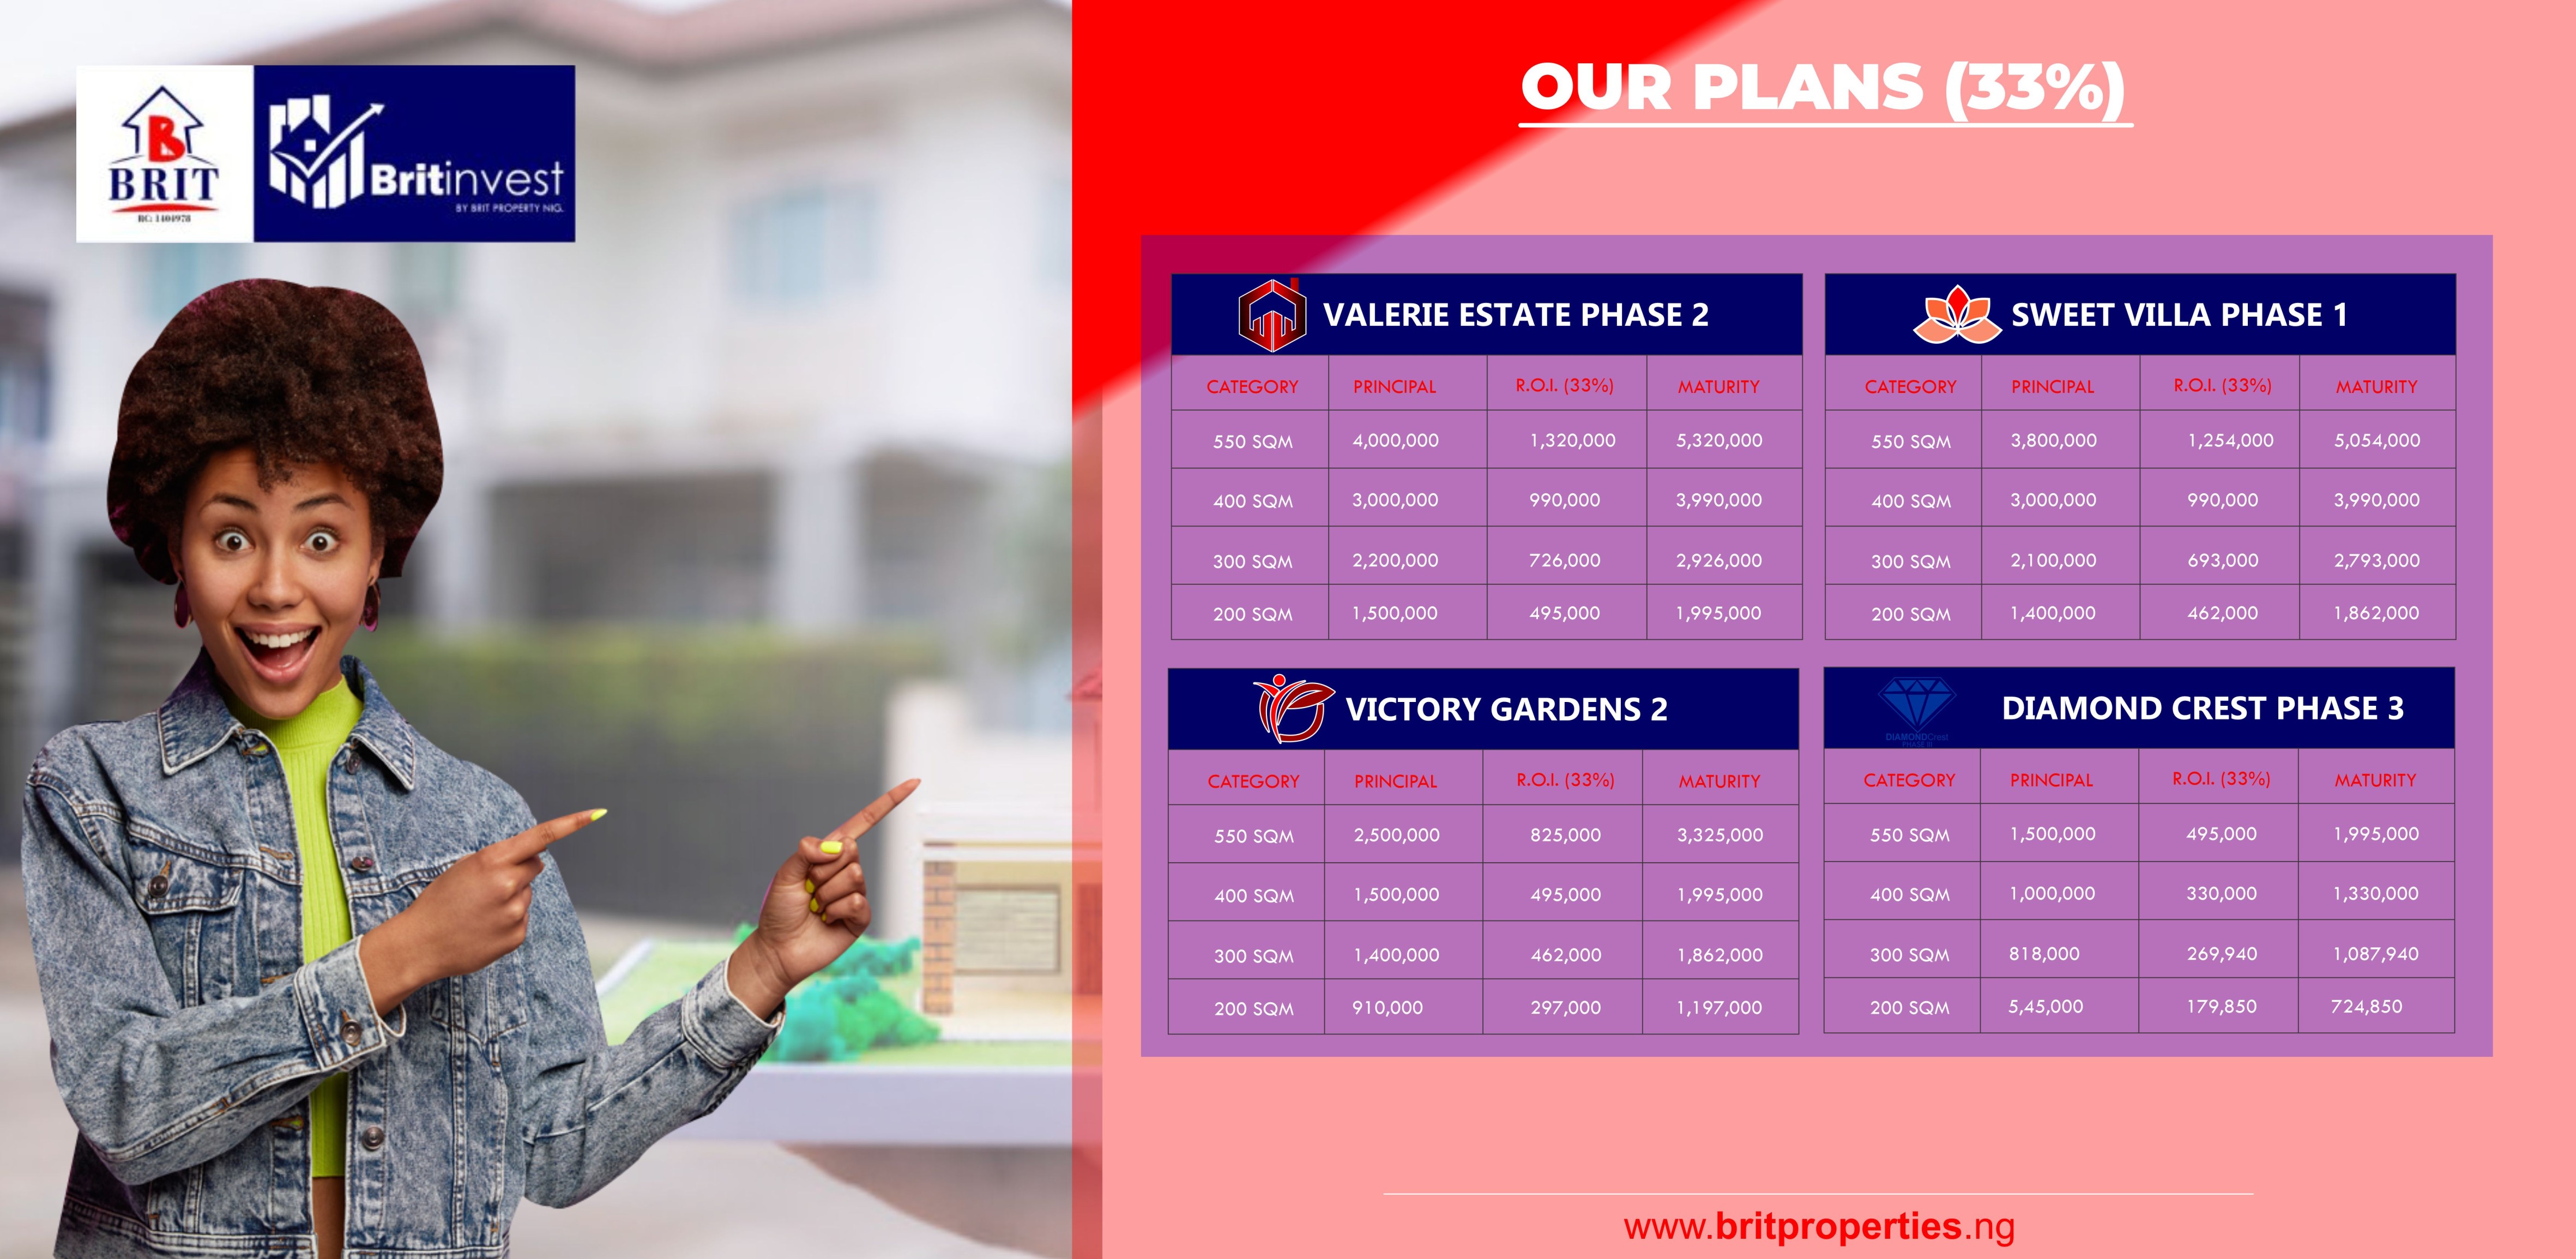 BRIT
RC: 1404978
Britinvest
BY BRIT PROPERTY NIG.
OUR PLANS (33%)
VALERIE ESTATE PHASE 2
CATEGORY PRINCIPAL R.O.I. (33%) MATURITY
550 SQM 4,000,000 1,320,000 5,320,000
400 SQM 3,000,000 990,000 3,990,000
300 SQM 2,200,000 726,000 2,926,000
200 SQM 1,500,000 495,000 1,995,000
SWEET VILLA PHASE 1
CATEGORY PRINCIPAL R.O.I. (33%) MATURITY
550 SQM 3,800,000 1,254,000 5,054,000
400 SQM 3,000,000 990,000 3,990,000
300 SQM 2,100,000 693,000 2,793,000
200 SQM 1,400,000 462,000 1,862,000
VICTORY GARDENS 2
CATEGORY PRINCIPAL R.O.I. (33%) MATURITY
550 SQM 2,500,000 825,000 3,325,000
400 SQM 1,500,000 495,000 1,995,000
300 SQM 1,400,000 462,000 1,862,000
200 SQM 910,000 297,000 1,197,000
DIAMONDCrest
PHASE III
DIAMOND CREST PHASE 3
CATEGORY PRINCIPAL R.O.I. (33%) MATURITY
550 SQM 1,500,000 495,000 1,995,000
400 SQM 1,000,000 330,000 1,330,000
300 SQM 818,000 269,940 1,087,940
200 SQM 5,45,000 179,850 724,850
www.britproperties.ng